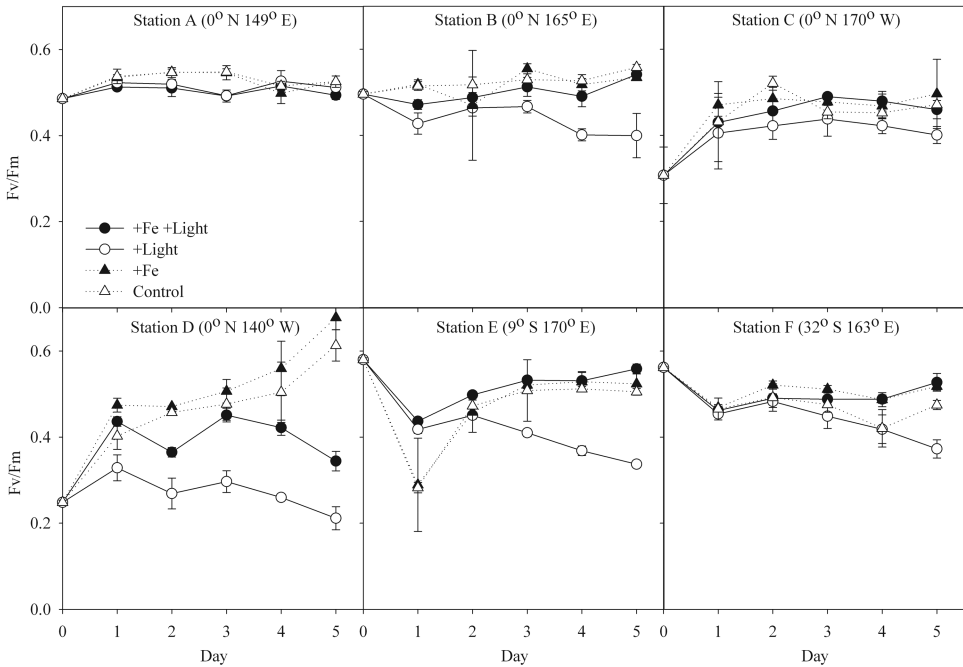 Station A (0° N 149° E)
Station B (0° N 165° E)
Station C (0° N 170° W)
0.6
0.4
0.2
0.0
Fv/Fm
+Fe +Light
+Light
+Fe
Control
Station D (0° N 140° W)
Station E (9° S 170° E)
Station F (32° S 163° E)
0.6
0.4
0.2
0.0
Fv/Fm
0 1 2 3 4 5 0 1 2 3 4 5 0 1 2 3 4 5
Day Day Day